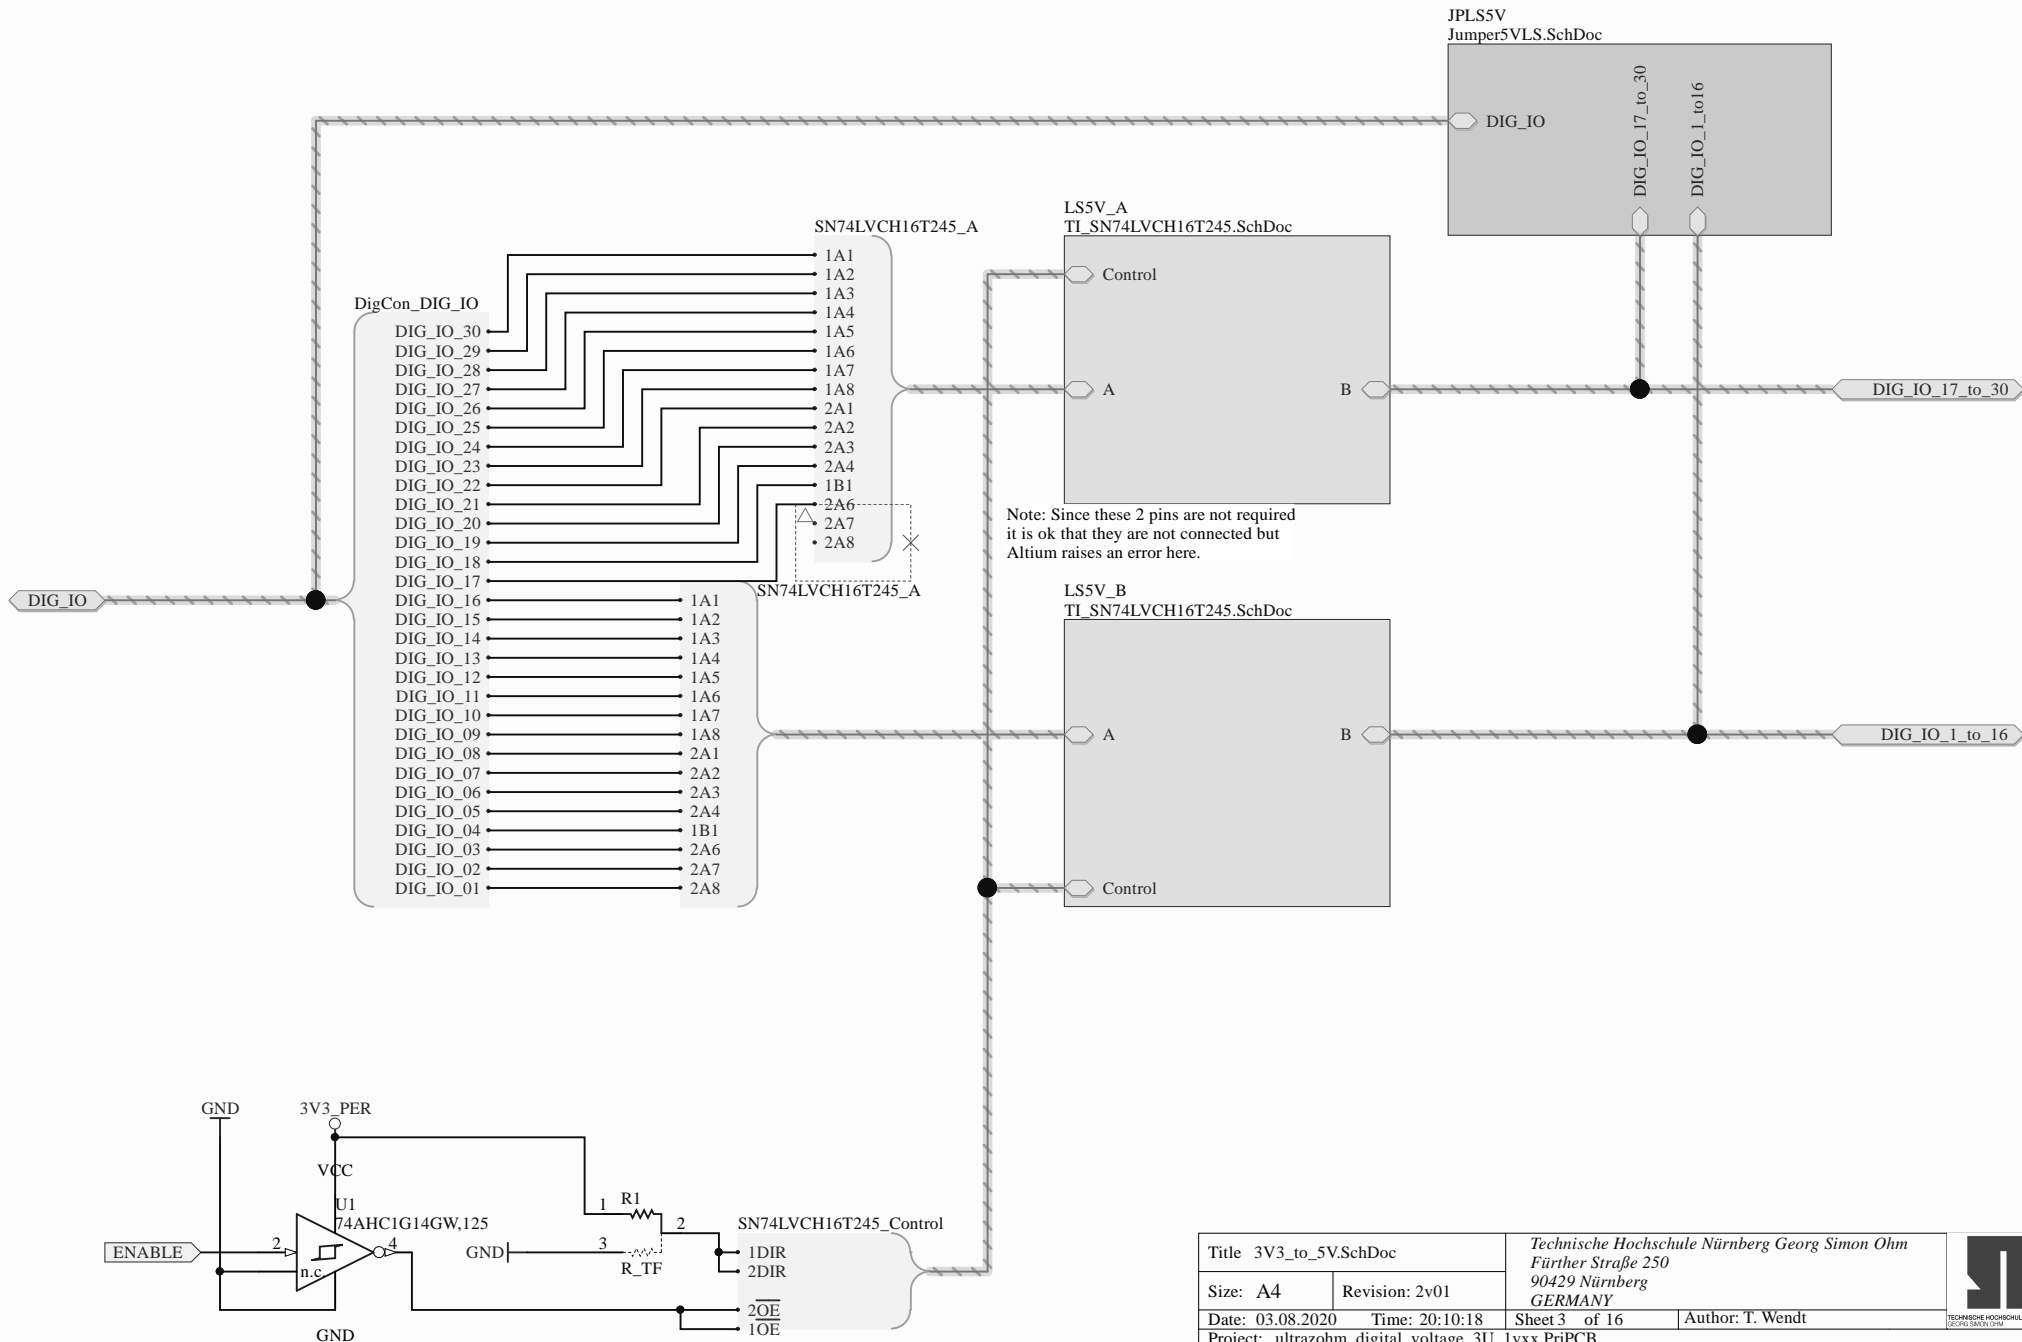 JPLS5V
Jumper5VLS.SchDoc
DIG_IO
DIG_IO_17_to_30
DIG_IO_1_to16
LS5V_A
TI_SN74LVCH16T245.SchDoc
Control
A
B
SN74LVCH16T245_A
1A1
1A2
1A3
1A4
1A5
1A6
1A7
1A8
2A1
2A2
2A3
2A4
1B1
2A6
2A7
2A8
SN74LVCH16T245_A
DigCon_DIG_IO
DIG_IO_30
DIG_IO_29
DIG_IO_28
DIG_IO_27
DIG_IO_26
DIG_IO_25
DIG_IO_24
DIG_IO_23
DIG_IO_22
DIG_IO_21
DIG_IO_20
DIG_IO_19
DIG_IO_18
DIG_IO_17
DIG_IO_16
DIG_IO_15
DIG_IO_14
DIG_IO_13
DIG_IO_12
DIG_IO_11
DIG_IO_10
DIG_IO_09
DIG_IO_08
DIG_IO_07
DIG_IO_06
DIG_IO_05
DIG_IO_04
DIG_IO_03
DIG_IO_02
DIG_IO_01
DIG_IO
1A1
1A2
1A3
1A4
1A5
1A6
1A7
1A8
2A1
2A2
2A3
2A4
1B1
2A6
2A7
2A8
DIG_IO_17_to_30
Note: Since these 2 pins are not required
it is ok that they are not connected but
Altium raises an error here.
LS5V_B
TI_SN74LVCH16T245.SchDoc
A
B
Control
DIG_IO_1_to_16
GND
3V3_PER
VCC
U1
74AHC1G14GW,125
ENABLE
2
4
n.c.
GND
1
R1
2
GND
3
R_TF
SN74LVCH16T245_Control
1DIR
2DIR
2OE
1OE
Title 3V3_to_5V.SchDoc
Size: A4 Revision: 2v01
Date: 03.08.2020 Time: 20:10:18 Sheet 3 of 16
Technische Hochschule Nürnberg Georg Simon Ohm
Fürther Straße 250
90429 Nürnberg
GERMANY
Author: T. Wendt
Project: ultrazohm_digital_voltage_3U_1vxx.PrjPCB
TECHNISCHE HOCHSCHUL
GEORG SIMON OHM